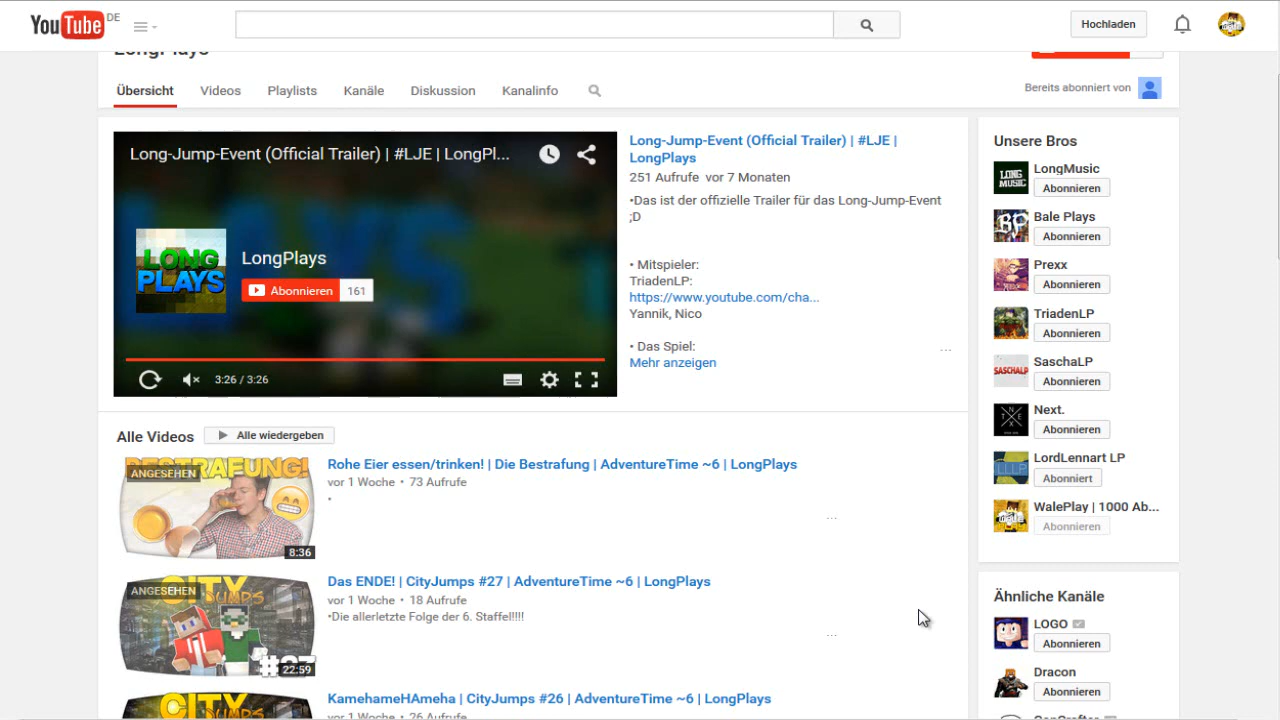 YouTube DE
Hochladen
LongPlays
Übersicht Videos Playlists Kanäle Diskussion Kanalinfo
Bereits abonniert von
Long-Jump-Event (Official Trailer) | #LJE | LongPl...
LONG
PLAYS
LongPlays
Abonnieren 161
3:26 / 3:26
Long-Jump-Event (Official Trailer) | #LJE |
LongPlays
251 Aufrufe vor 7 Monaten
•Das ist der offizielle Trailer für das Long-Jump-Event
;D
• Mitspieler:
TriadenLP:
https://www.youtube.com/cha...
Yannik, Nico
• Das Spiel:
Mehr anzeigen
Alle Videos Alle wiedergeben
BESTRAFUNG!
ANGESEHEN
8:36
Rohe Eier essen/trinken! | Die Bestrafung | AdventureTime ~6 | LongPlays
vor 1 Woche • 73 Aufrufe
•
CITY
JUMPS
ANGESEHEN
#27
22:59
Das ENDE! | CityJumps #27 | AdventureTime ~6 | LongPlays
vor 1 Woche • 18 Aufrufe
•Die allerletzte Folge der 6. Staffel!!!!
CITY
KamehameHAmeha | CityJumps #26 | AdventureTime ~6 | LongPlays
vor 1 Woche • 26 Aufrufe
Unsere Bros
LONG
MUSIC
LongMusic
Abonnieren
BP
Bale Plays
Abonnieren
Prexx
Abonnieren
TriadenLP
Abonnieren
SASCHALP
SaschaLP
Abonnieren
Next.
Abonnieren
LLLP
LordLennart LP
Abonniert
WalePlay | 1000 Ab...
Abonnieren
Ähnliche Kanäle
LOGO
Abonnieren
Dracon
Abonnieren